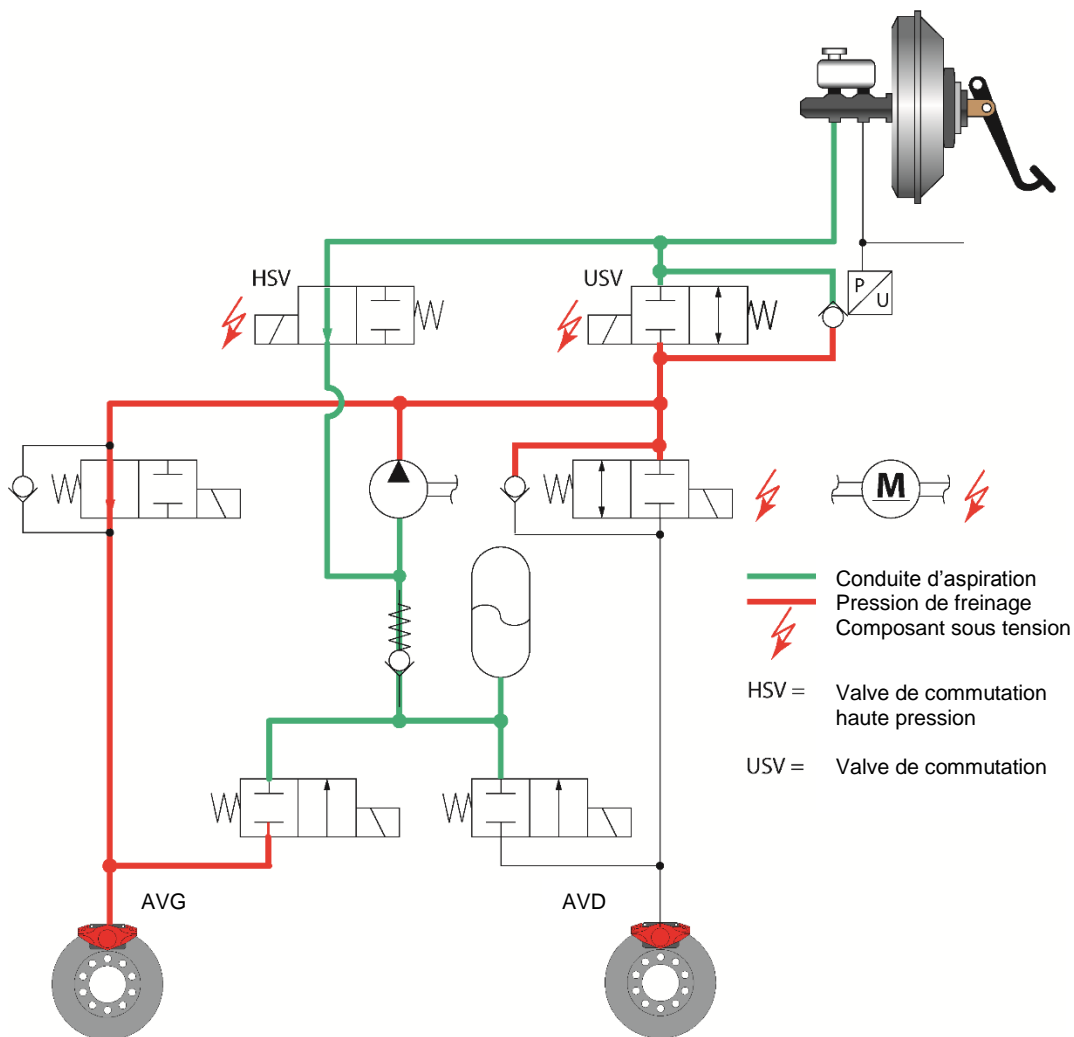 HSV
USV
P
U
M
Conduite d'aspiration
Pression de freinage
Composant sous tension
HSV = Valve de commutation
haute pression
USV = Valve de commutation
AVG
AVD